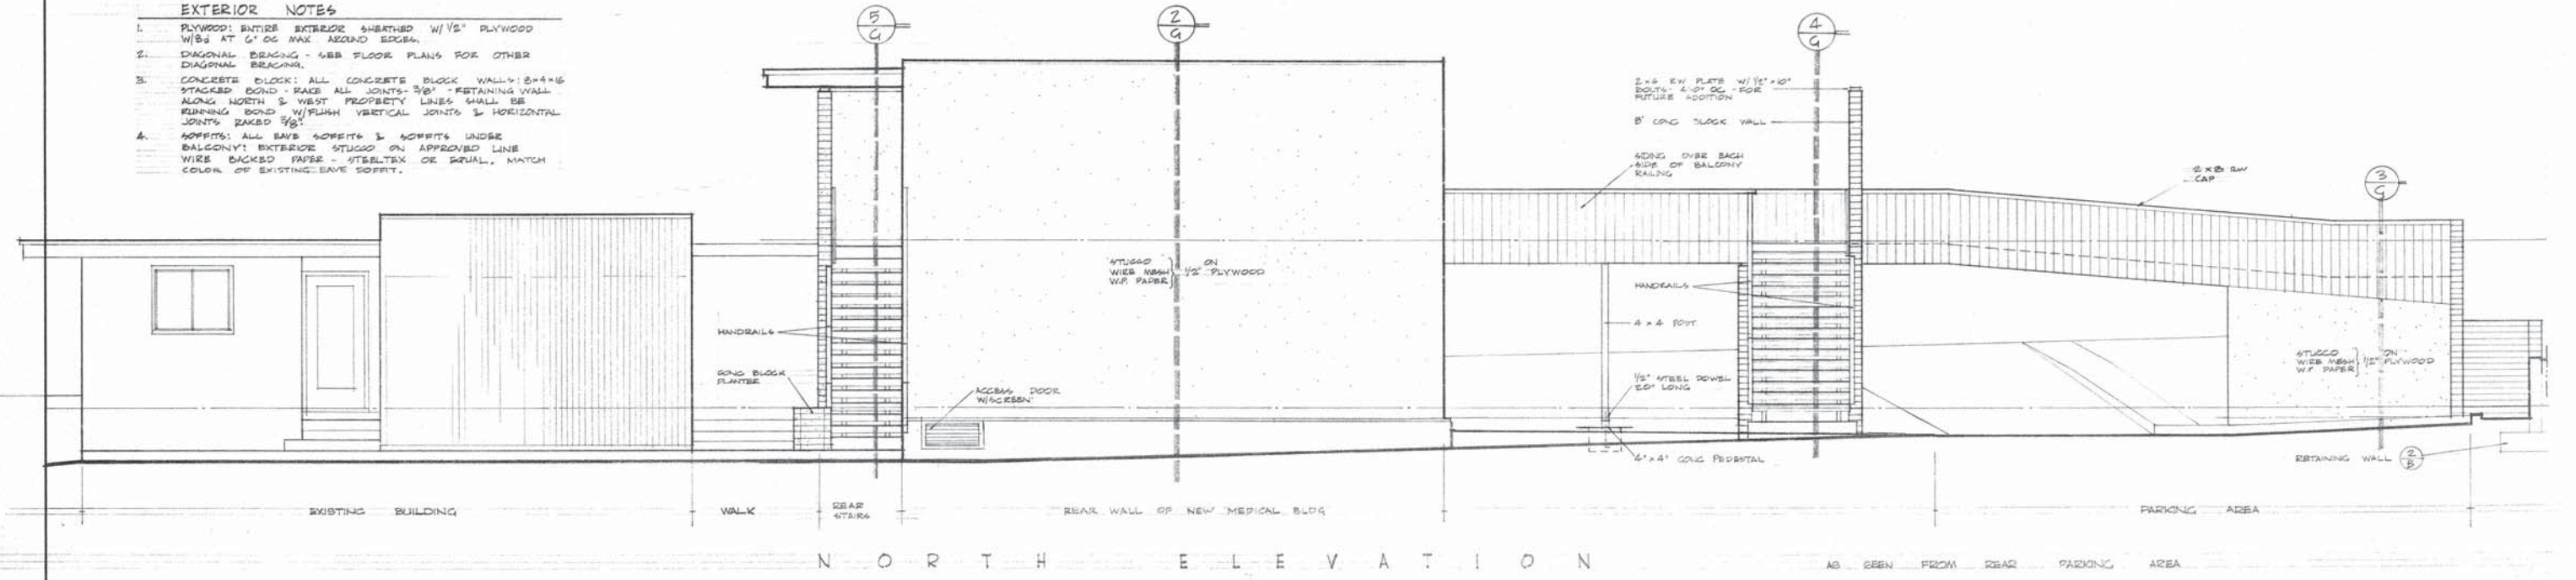 EXTERIOR NOTES
1. PLYWOOD: ENTIRE EXTERIOR SHEATHED W/ 1/2" PLYWOOD
W/8d AT 6" OC MAX AROUND EDGES.
2. DIAGONAL BRACING - SEE FLOOR PLANS FOR OTHER
DIAGONAL BRACING.
3. CONCRETE BLOCK: ALL CONCRETE BLOCK WALLS: 8x4x16
STACKED BOND - RAKE ALL JOINTS - 3/8" - RETAINING WALL
ALONG NORTH & WEST PROPERTY LINES SHALL BE
RUNNING BOND W/FLUSH VERTICAL JOINTS & HORIZONTAL
JOINTS RAKED 3/8".
4. SOFFITS: ALL EAVE SOFFITS & SOFFITS UNDER
BALCONY: EXTERIOR STUCCO ON APPROVED LINE
WIRE BACKED PAPER - STEELTEX OR EQUAL. MATCH
COLOR OF EXISTING EAVE SOFFIT.
5
G
2
G
4
G
3
G
2x6 RW PLATE W/ 1/2" x 10"
BOLTS - 4'-0" OC - FOR
FUTURE ADDITION
8" CONC BLOCK WALL
SIDING OVER EACH
SIDE OF BALCONY
RAILING
2 x 8 RW
CAP
STUCCO
WIRE MESH
W.P. PAPER
ON
1/2" PLYWOOD
HANDRAILS
CONC BLOCK
PLANTER
ACCESS DOOR
W/SCREEN
HANDRAILS
4 x 4 POST
1/2" STEEL DOWEL
20" LONG
4" x 4" CONC PEDESTAL
STUCCO
WIRE MESH
W.P. PAPER
ON
1/2" PLYWOOD
RETAINING WALL
2
B
EXISTING BUILDING
WALK
REAR
STAIRS
REAR WALL OF NEW MEDICAL BLDG
PARKING AREA
NORTH ELEVATION
AS SEEN FROM REAR PARKING AREA